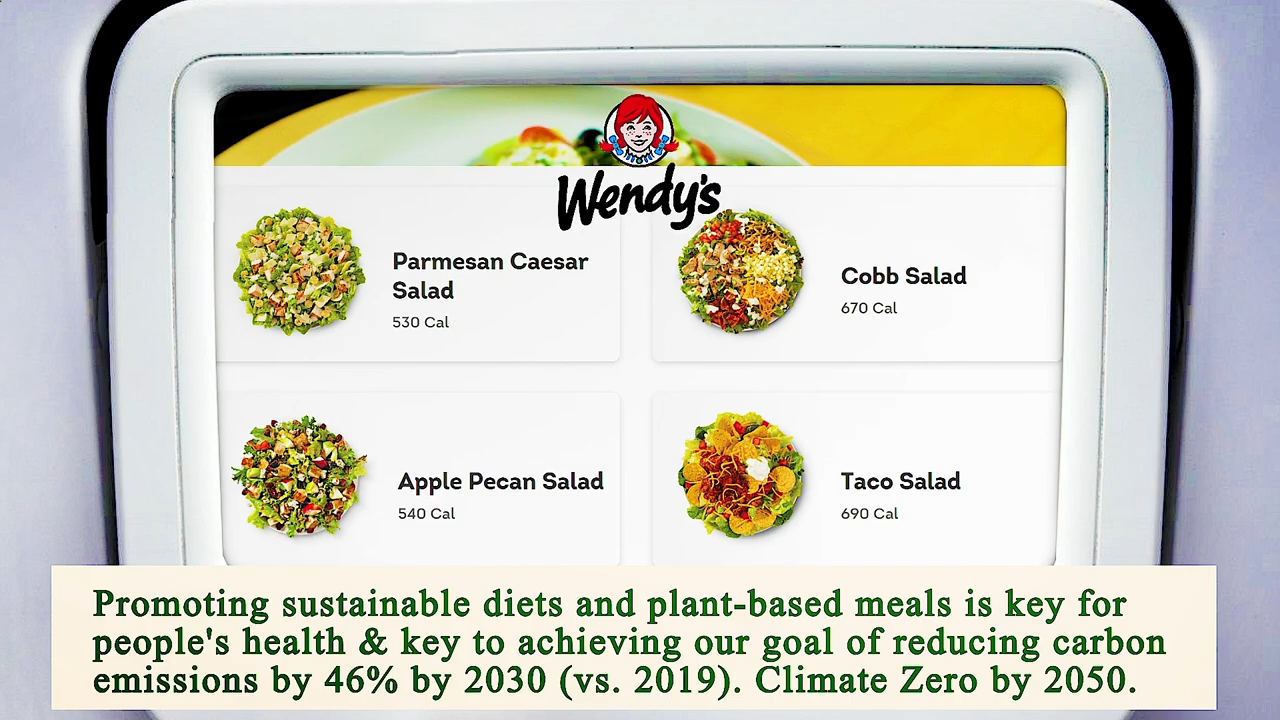 Wendy's
Parmesan Caesar
Salad
530 Cal
Cobb Salad
670 Cal
Apple Pecan Salad
540 Cal
Taco Salad
690 Cal
Promoting sustainable diets and plant-based meals is key for
people's health & key to achieving our goal of reducing carbon
emissions by 46% by 2030 (vs. 2019). Climate Zero by 2050.